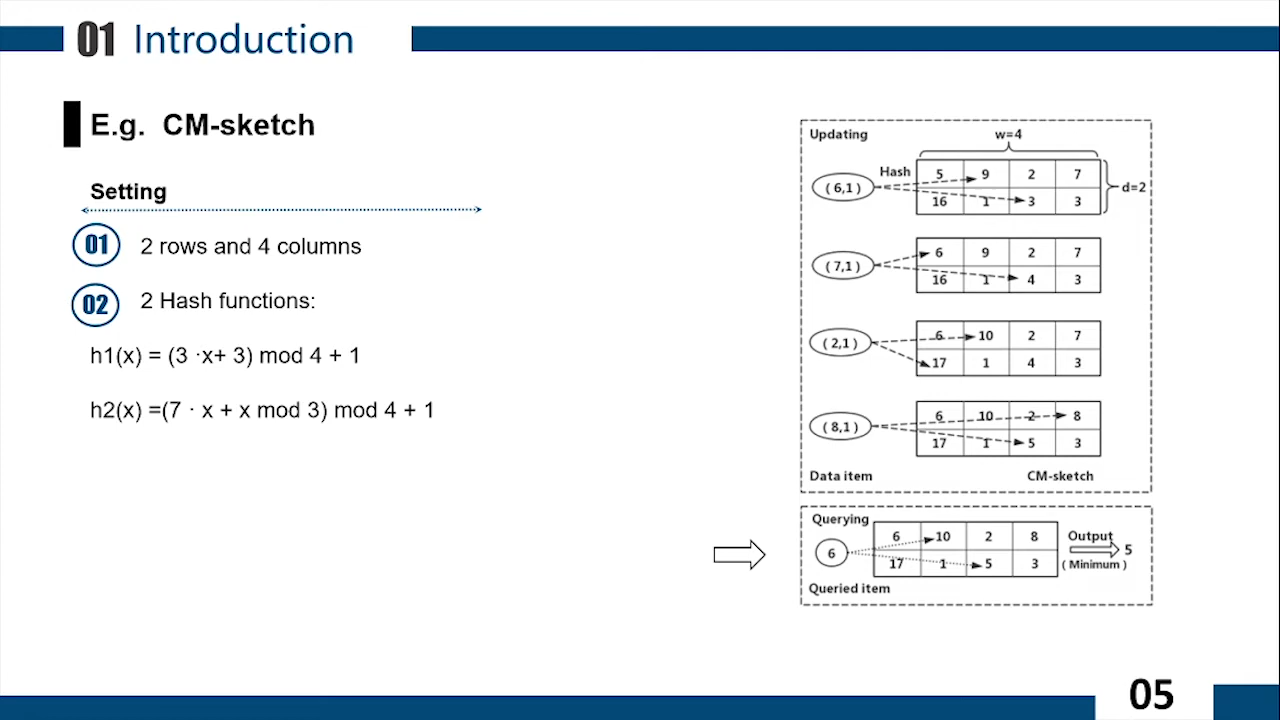 01 Introduction
E.g. CM-sketch
Setting
01 2 rows and 4 columns
02 2 Hash functions:
h1(x) = (3 ·x+ 3) mod 4 + 1
h2(x) =(7 · x + x mod 3) mod 4 + 1
Updating
w=4
Hash
( 6,1 )
5 9 2 7
16 1 3 3
d=2
( 7,1 )
6 9 2 7
16 1 4 3
( 2,1 )
6 10 2 7
17 1 4 3
( 8,1 )
6 10 2 8
17 1 5 3
Data item
CM-sketch
Querying
6
6 10 2 8
17 1 5 3
Output
5
( Minimum )
Queried item
05